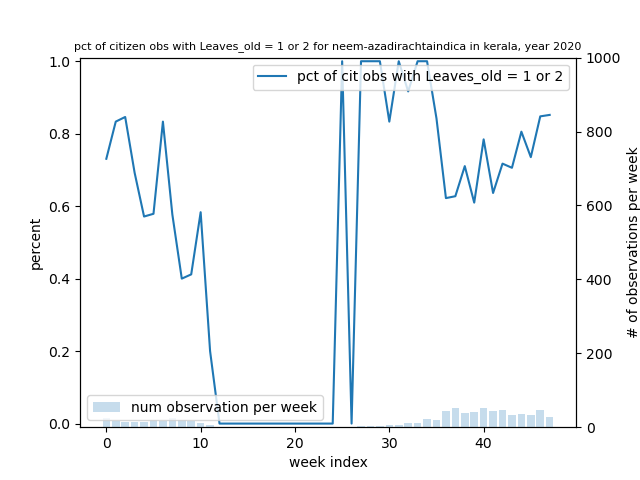 pct of citizen obs with Leaves_old = 1 or 2 for neem-azadirachtaindica in kerala, year 2020
pct of cit obs with Leaves_old = 1 or 2
num observation per week
percent
1.0
0.8
0.6
0.4
0.2
0.0
1000
800
600
400
200
0
# of observations per week
0
10
20
30
40
week index